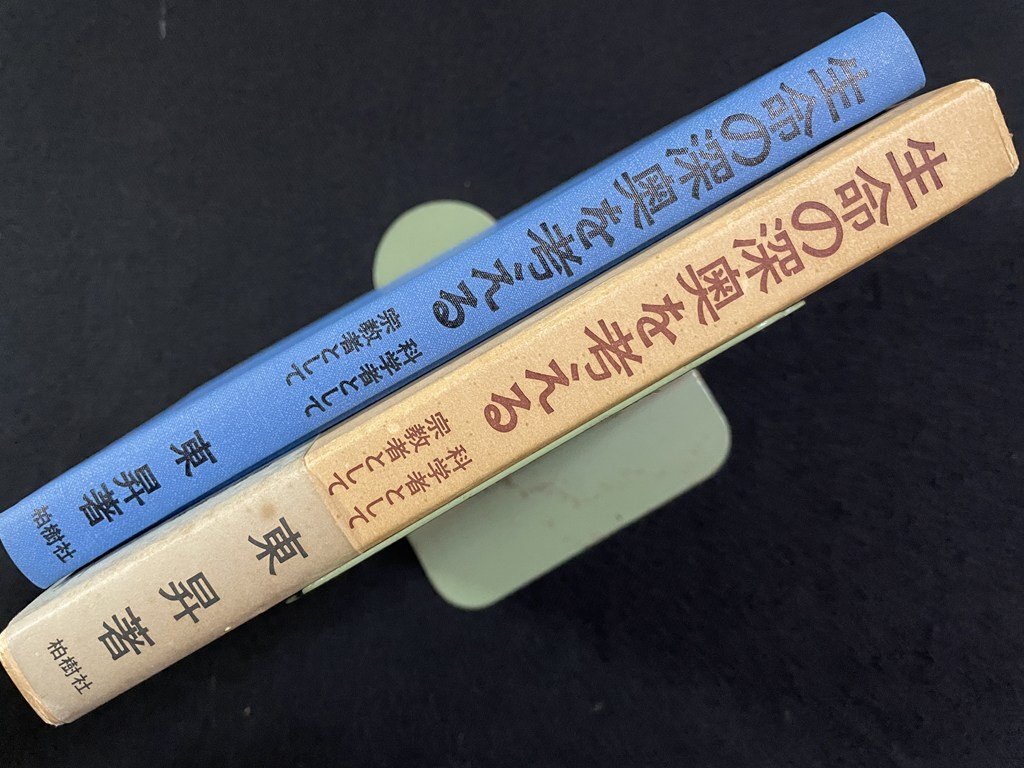 生命の深奥を考える
科学者として
宗教者として
東昇著
柏樹社
生命の深奥を考える
科学者として
宗教者として
東昇著
柏樹社